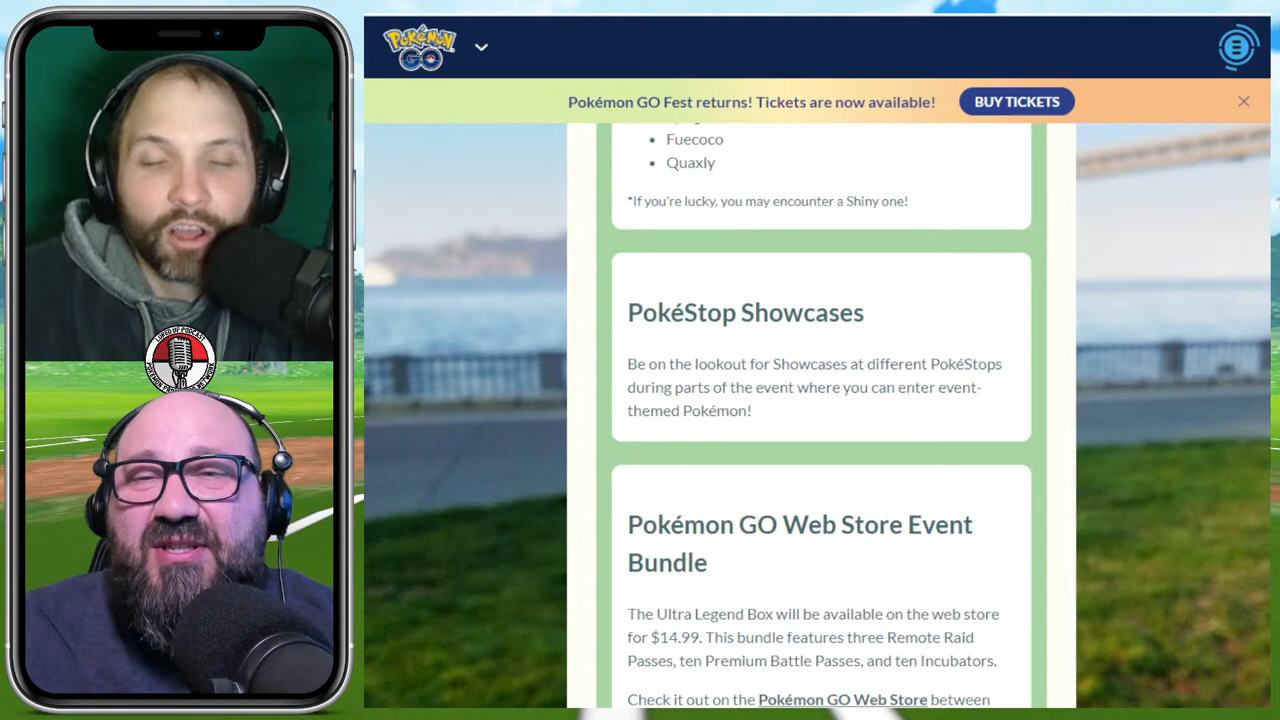 POKÉMON
GO
Pokémon GO Fest returns! Tickets are now available!
BUY TICKETS
• Fuecoco
• Quaxly
*If you're lucky, you may encounter a Shiny one!
PokéStop Showcases
Be on the lookout for Showcases at different PokéStops
during parts of the event where you can enter event-
themed Pokémon!
Pokémon GO Web Store Event
Bundle
The Ultra Legend Box will be available on the web store
for $14.99. This bundle features three Remote Raid
Passes, ten Premium Battle Passes, and ten Incubators.
Check it out on the Pokémon GO Web Store between